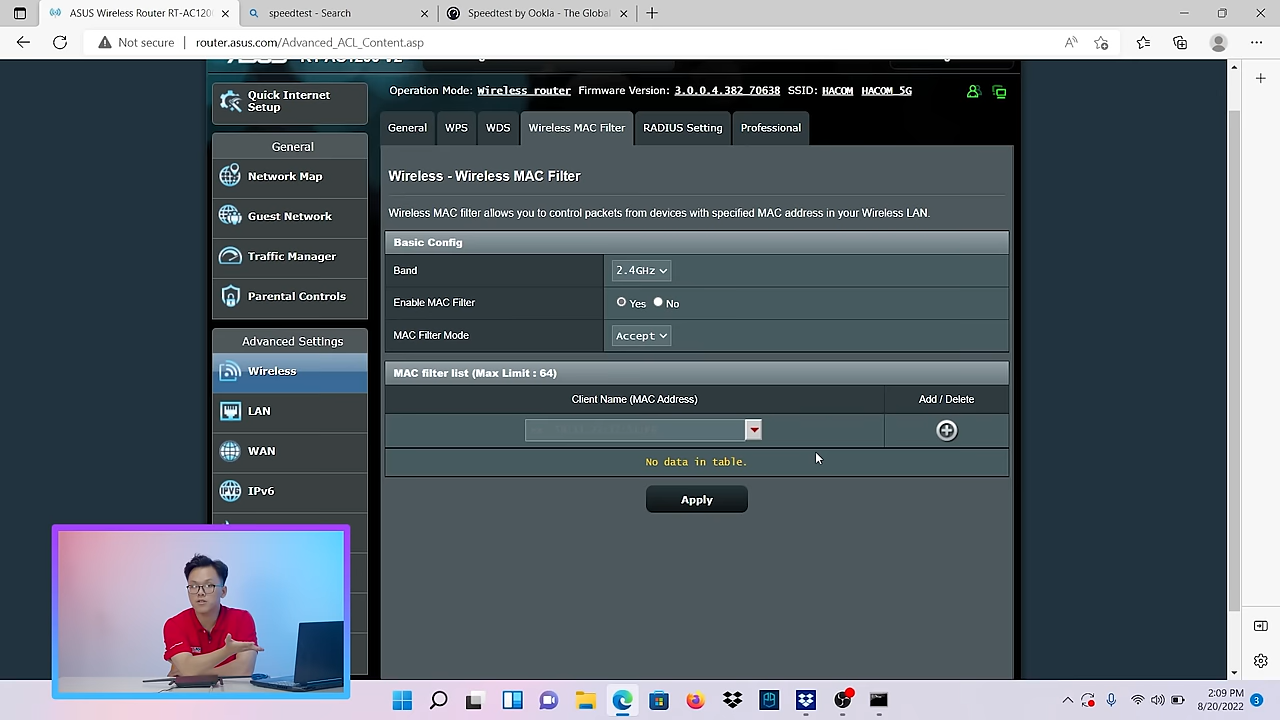 ASUS Wireless Router RT-AC120
speedtest - Search
Speedtest by Ookla - The Global
Not secure
router.asus.com/Advanced_ACL_Content.asp
Quick Internet
Setup
Operation Mode: Wireless router Firmware Version: 3.0.0.4.382_70638 SSID: HACOM HACOM_5G
General
WPS
WDS
Wireless MAC Filter
RADIUS Setting
Professional
General
Network Map
Guest Network
Traffic Manager
Parental Controls
Advanced Settings
Wireless
LAN
WAN
IPv6
Wireless - Wireless MAC Filter
Wireless MAC filter allows you to control packets from devices with specified MAC address in your Wireless LAN.
Basic Config
Band
2.4GHz
Enable MAC Filter
Yes No
MAC Filter Mode
Accept
MAC filter list (Max Limit : 64)
Client Name (MAC Address)
Add / Delete
No data in table.
Apply
2:09 PM
8/20/2022
3